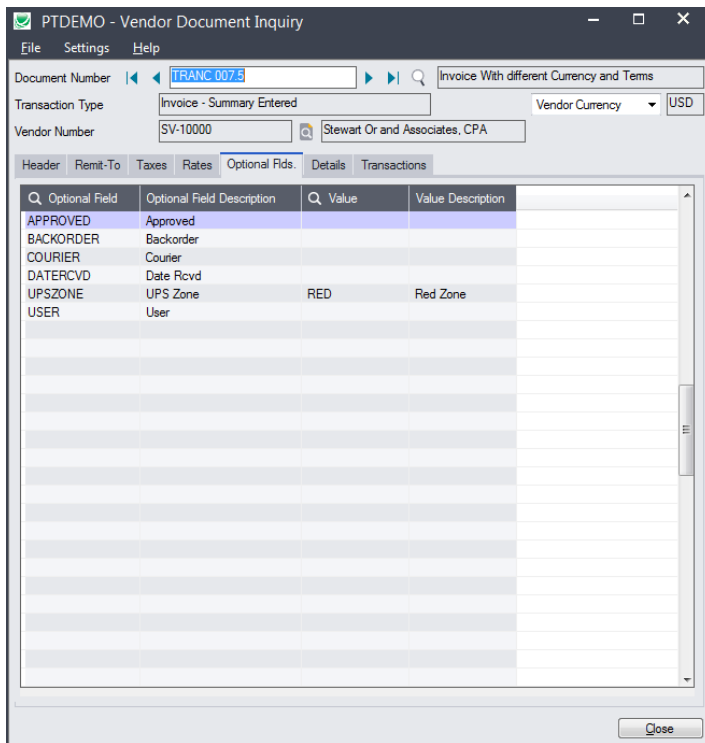 PTDEMO - Vendor Document Inquiry
File Settings Help
Document Number TRANC 007.5 Invoice With different Currency and Terms
Transaction Type Invoice - Summary Entered Vendor Currency USD
Vendor Number SV-10000 Stewart Or and Associates, CPA
Header Remit-To Taxes Rates Optional Flds. Details Transactions
Optional Field Optional Field Description Value Value Description
APPROVED Approved
BACKORDER Backorder
COURIER Courier
DATERCVD Date Rcvd
UPSZONE UPS Zone RED Red Zone
USER User
Close